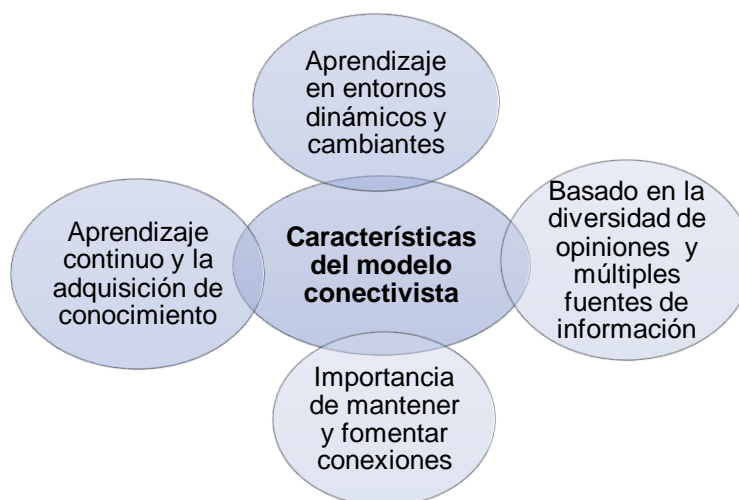 Aprendizaje
en entornos
dinámicos y
cambiantes
Aprendizaje
continuo y la
adquisición de
conocimiento
Características
del modelo
conectivista
Basado en la
diversidad de
opiniones y
múltiples
fuentes de
información
Importancia
de mantener
y fomentar
conexiones